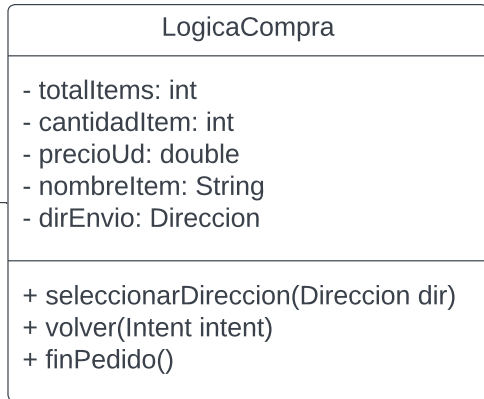 LogicaCompra
- totalItems: int
- cantidadItem: int
- precioUd: double
- nombreItem: String
- dirEnvio: Direccion
+ seleccionarDireccion(Direccion dir)
+ volver(Intent intent)
+ finPedido()